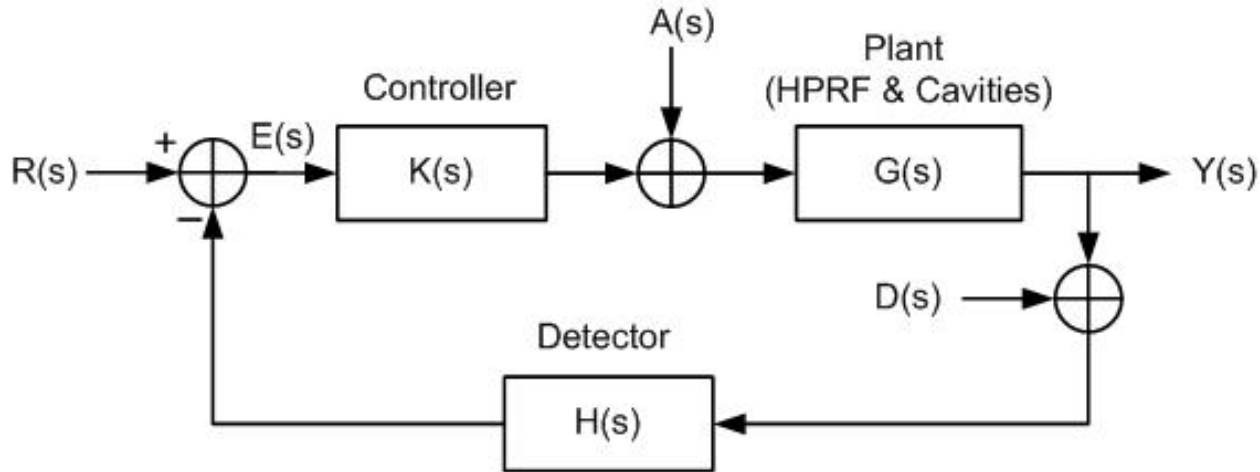 A(s)
Plant
(HPRF & Cavities)
Controller
+
E(s)
R(s)
K(s)
G(s)
Y(s)
−
D(s)
Detector
H(s)